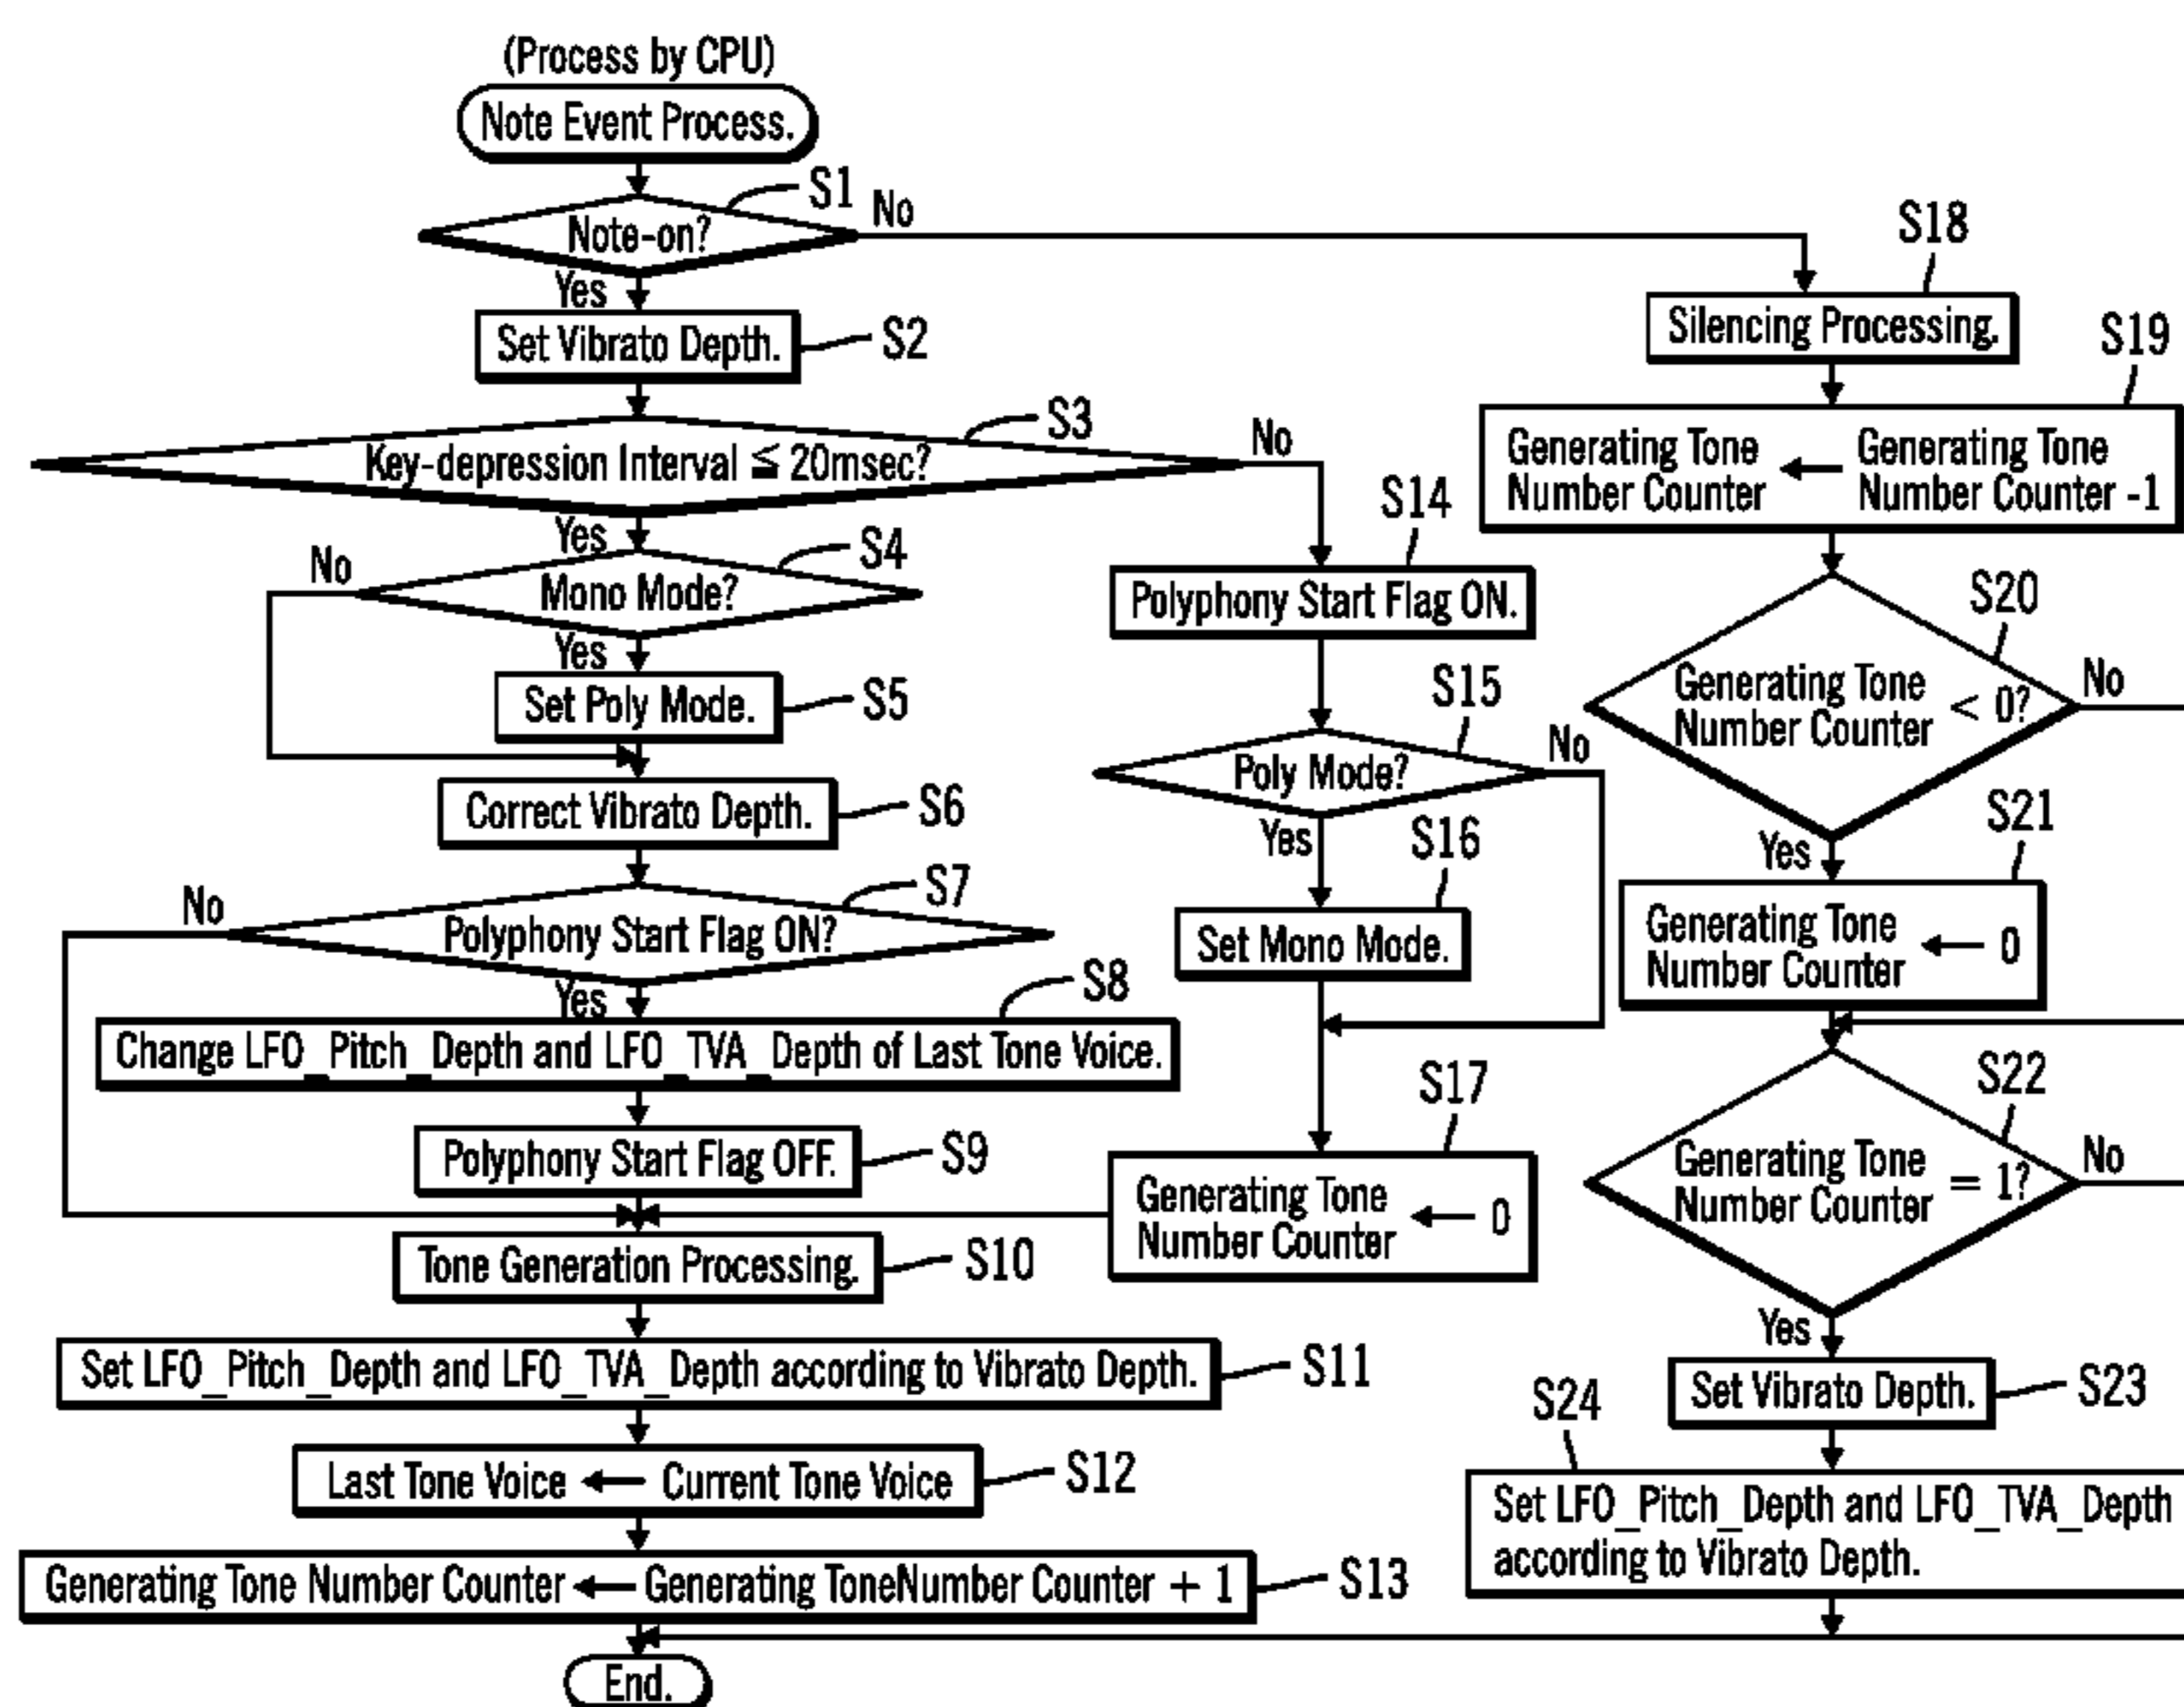 (Process by CPU)
Note Event Process.
S1
Note-on?
No
Yes
Set Vibrato Depth.
S2
S3
Key-depression Interval ≦ 20msec?
No
Yes
S4
No
Mono Mode?
Yes
Set Poly Mode.
S5
Correct Vibrato Depth.
S6
S7
No
Polyphony Start Flag ON?
Yes
S8
Change LFO_Pitch_Depth and LFO_TVA_Depth of Last Tone Voice.
Polyphony Start Flag OFF.
S9
Tone Generation Processing.
S10
Set LFO_Pitch_Depth and LFO_TVA_Depth according to Vibrato Depth.
S11
Last Tone Voice ← Current Tone Voice
S12
Generating Tone Number Counter ← Generating ToneNumber Counter + 1
S13
End.
S14
Polyphony Start Flag ON.
S15
Poly Mode?
No
Yes
S16
Set Mono Mode.
S17
Generating Tone
Number Counter ← 0
S18
Silencing Processing.
S19
Generating Tone ← Generating Tone
Number Counter Number Counter -1
S20
Generating Tone
Number Counter < 0?
No
Yes
S21
Generating Tone
Number Counter ← 0
S22
Generating Tone
Number Counter = 1?
No
Yes
Set Vibrato Depth.
S23
S24
Set LFO_Pitch_Depth and LFO_TVA_Depth
according to Vibrato Depth.